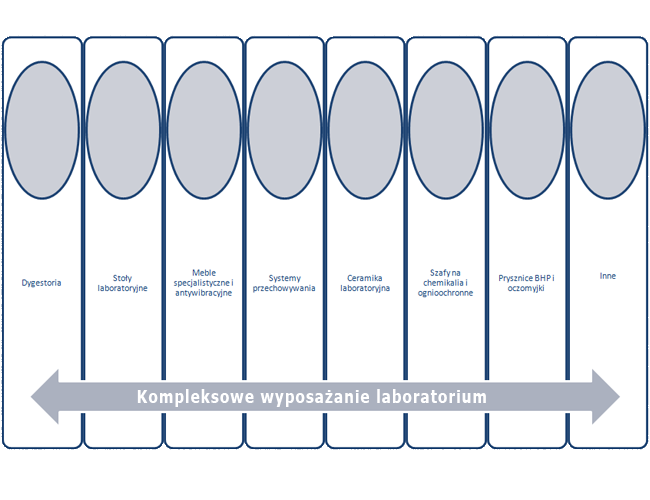 Dygestoria
Stoły
laboratoryjne
Meble
specjalistyczne i
antywibracyjne
Systemy
przechowywania
Ceramika
laboratoryjna
Szafy na
chemikalia i
ognioochronne
Prysznice BHP i
oczomyjki
Inne
Kompleksowe wyposażanie laboratorium